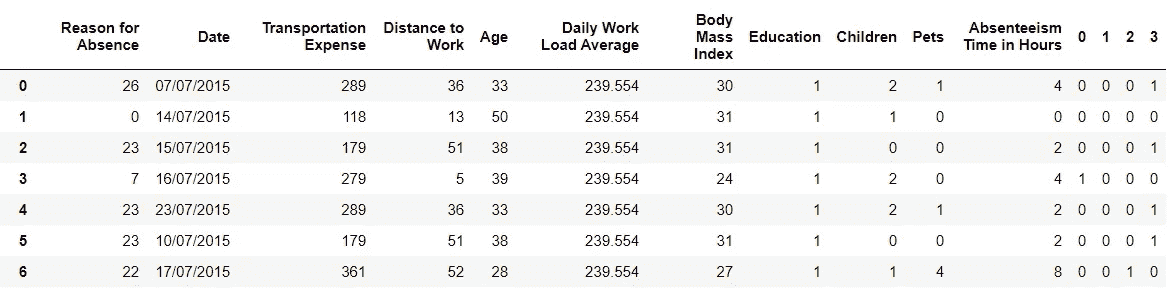 Reason for Absence Date Transportation Expense Distance to Work Age Daily Work Load Average Body Mass Index Education Children Pets Absenteeism Time in Hours 0 1 2 3
0 26 07/07/2015 289 36 33 239.554 30 1 2 1 4 0 0 0 1
1 0 14/07/2015 118 13 50 239.554 31 1 1 0 0 0 0 0 0
2 23 15/07/2015 179 51 38 239.554 31 1 0 0 2 0 0 0 1
3 7 16/07/2015 279 5 39 239.554 24 1 2 0 4 1 0 0 0
4 23 23/07/2015 289 36 33 239.554 30 1 2 1 2 0 0 0 1
5 23 10/07/2015 179 51 38 239.554 31 1 0 0 2 0 0 0 1
6 22 17/07/2015 361 52 28 239.554 27 1 1 4 8 0 0 1 0